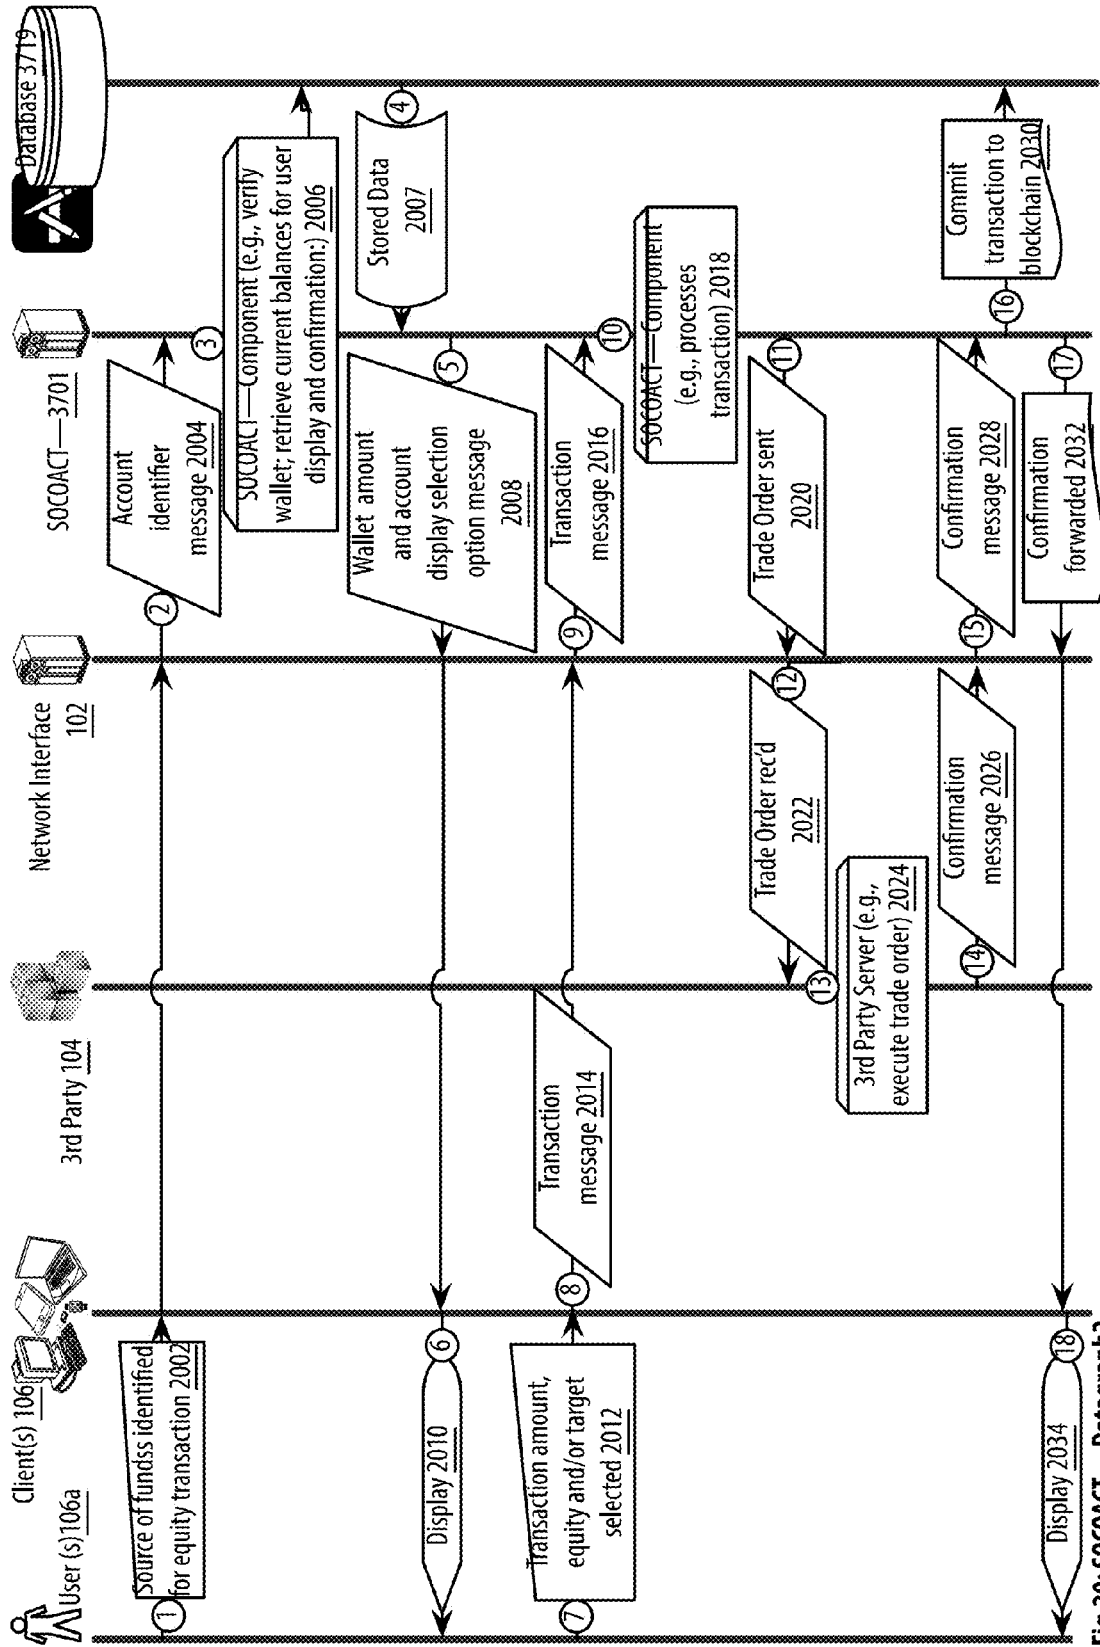 User (s)106a
Client(s) 106
3rd Party 104
Network Interface
102
SOCOACT—3701
Database 3719
1
Source of fundss identified
for equity transaction 2002
2
Account
identifier
message 2004
3
SOCOACT—Component (e.g., verify
wallet; retrieve current balances for user
display and confirmation:) 2006
4
Stored Data
2007
5
Wallet amount
and account
display selection
option message
2008
6
Display 2010
7
Transaction amount,
equity and/or target
selected 2012
8
Transaction
message 2014
9
Transaction
message 2016
10
SOCOACT—Component
(e.g., processes
transaction) 2018
11
Trade Order sent
2020
12
Trade Order rec'd
2022
13
3rd Party Server (e.g.,
execute trade order) 2024
14
Confirmation
message 2026
15
Confirmation
message 2028
16
Commit
transaction to
blockchain 2030
17
Confirmation
forwarded 2032
18
Display 2034
Fig 20: SOCOACT